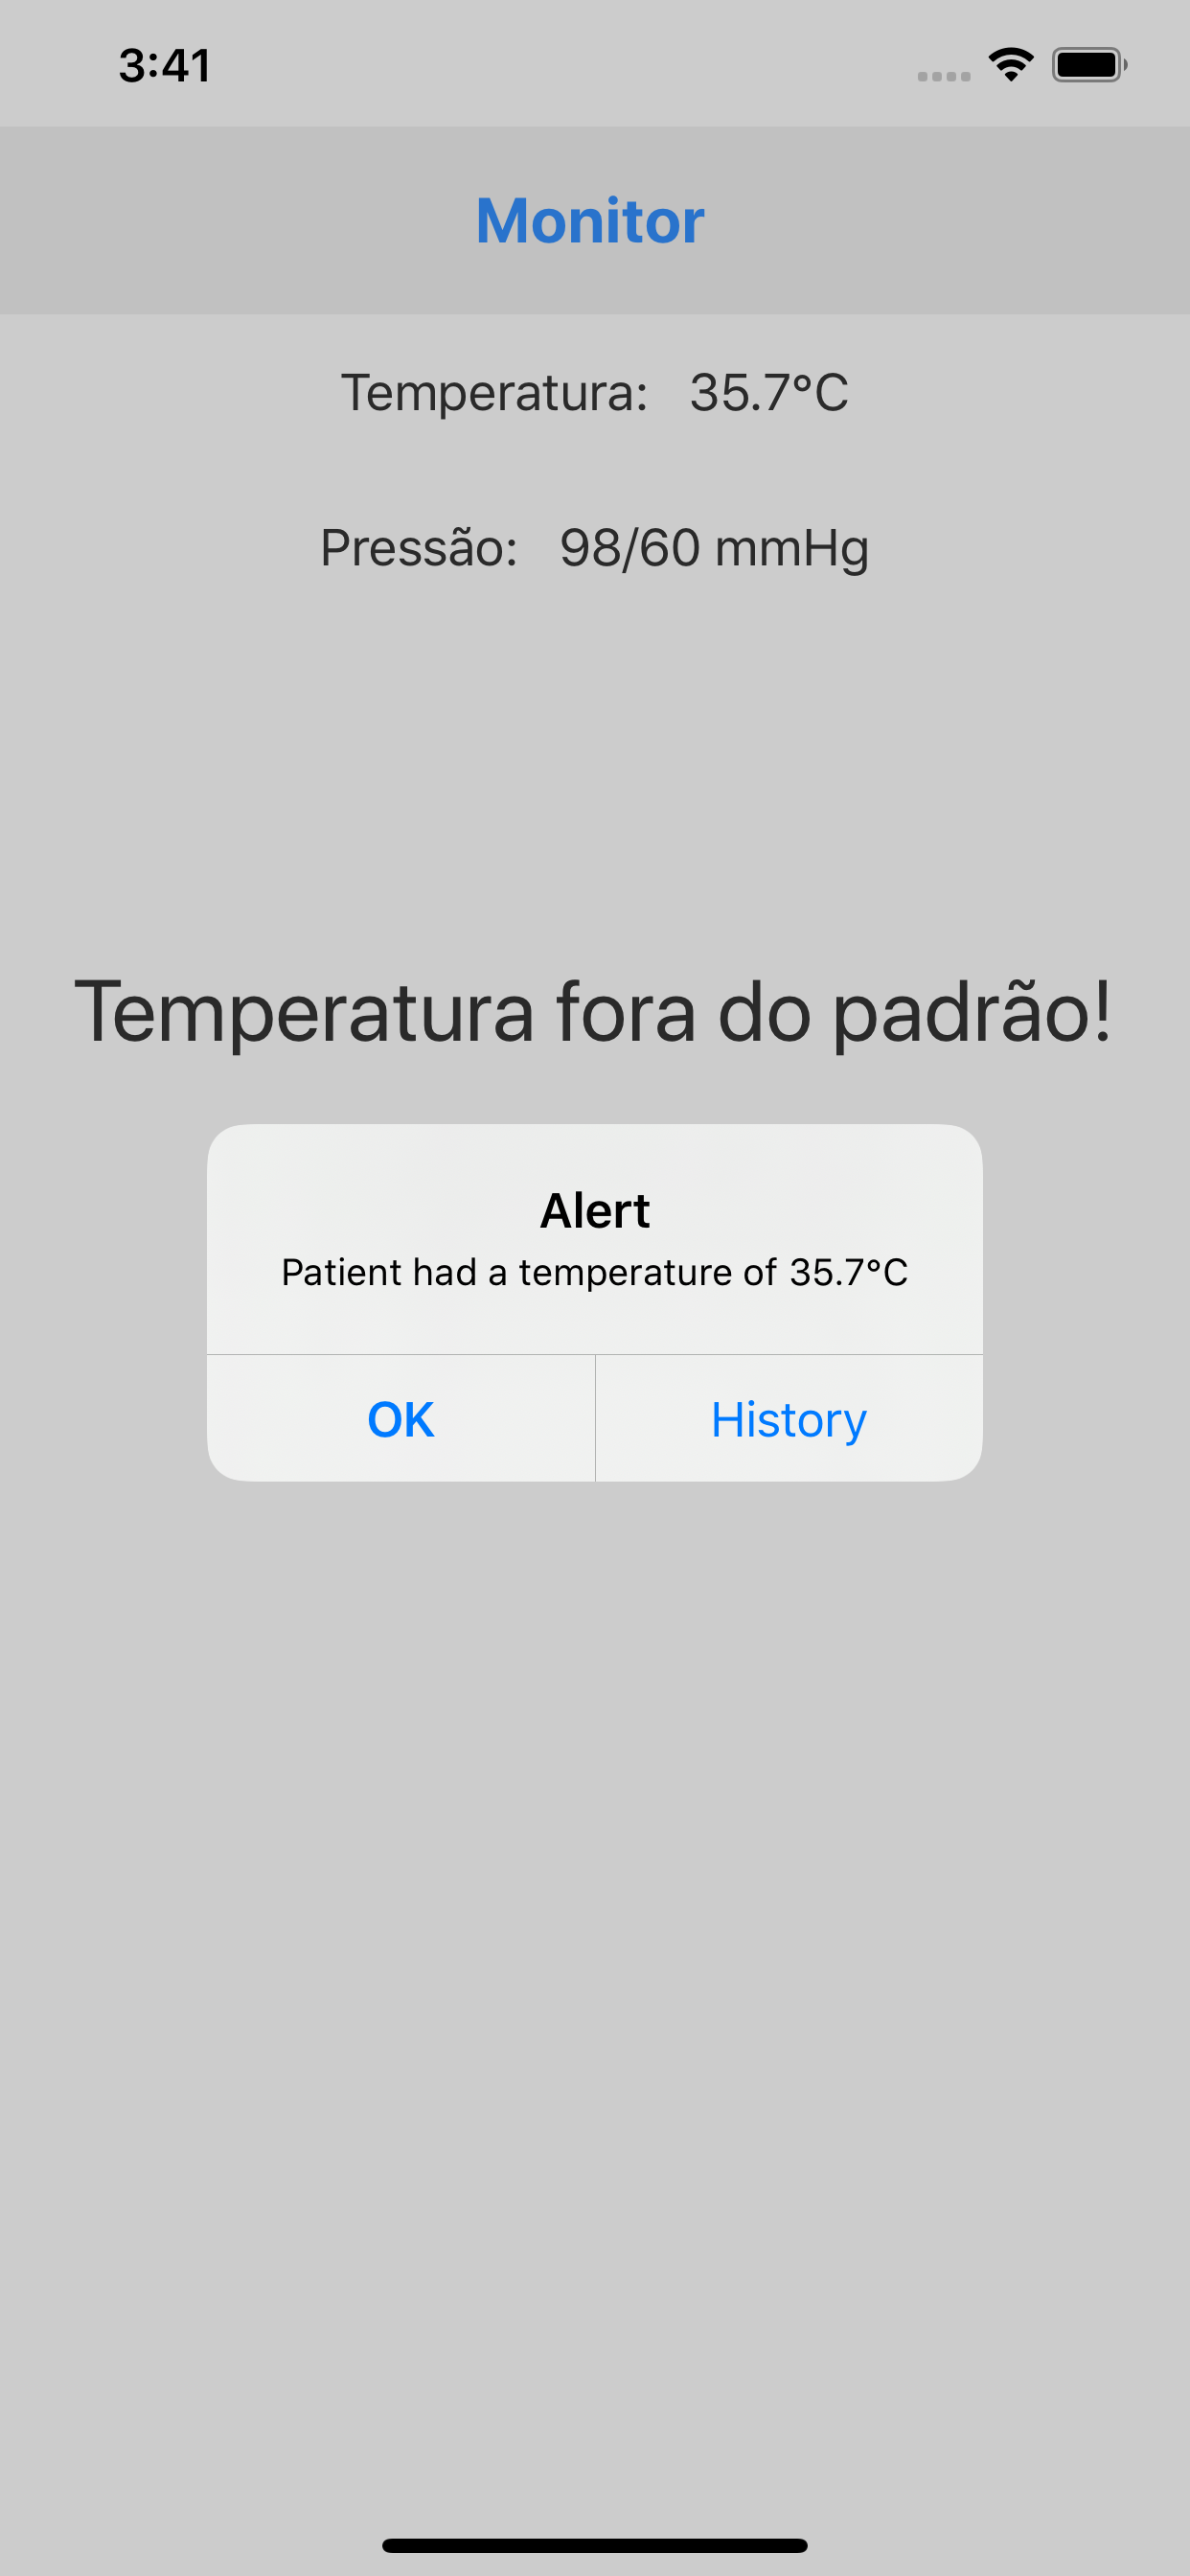 3:41
Monitor
Temperatura: 35.7°C
Pressão: 98/60 mmHg
Temperatura fora do padrão!
Alert
Patient had a temperature of 35.7°C
OK History